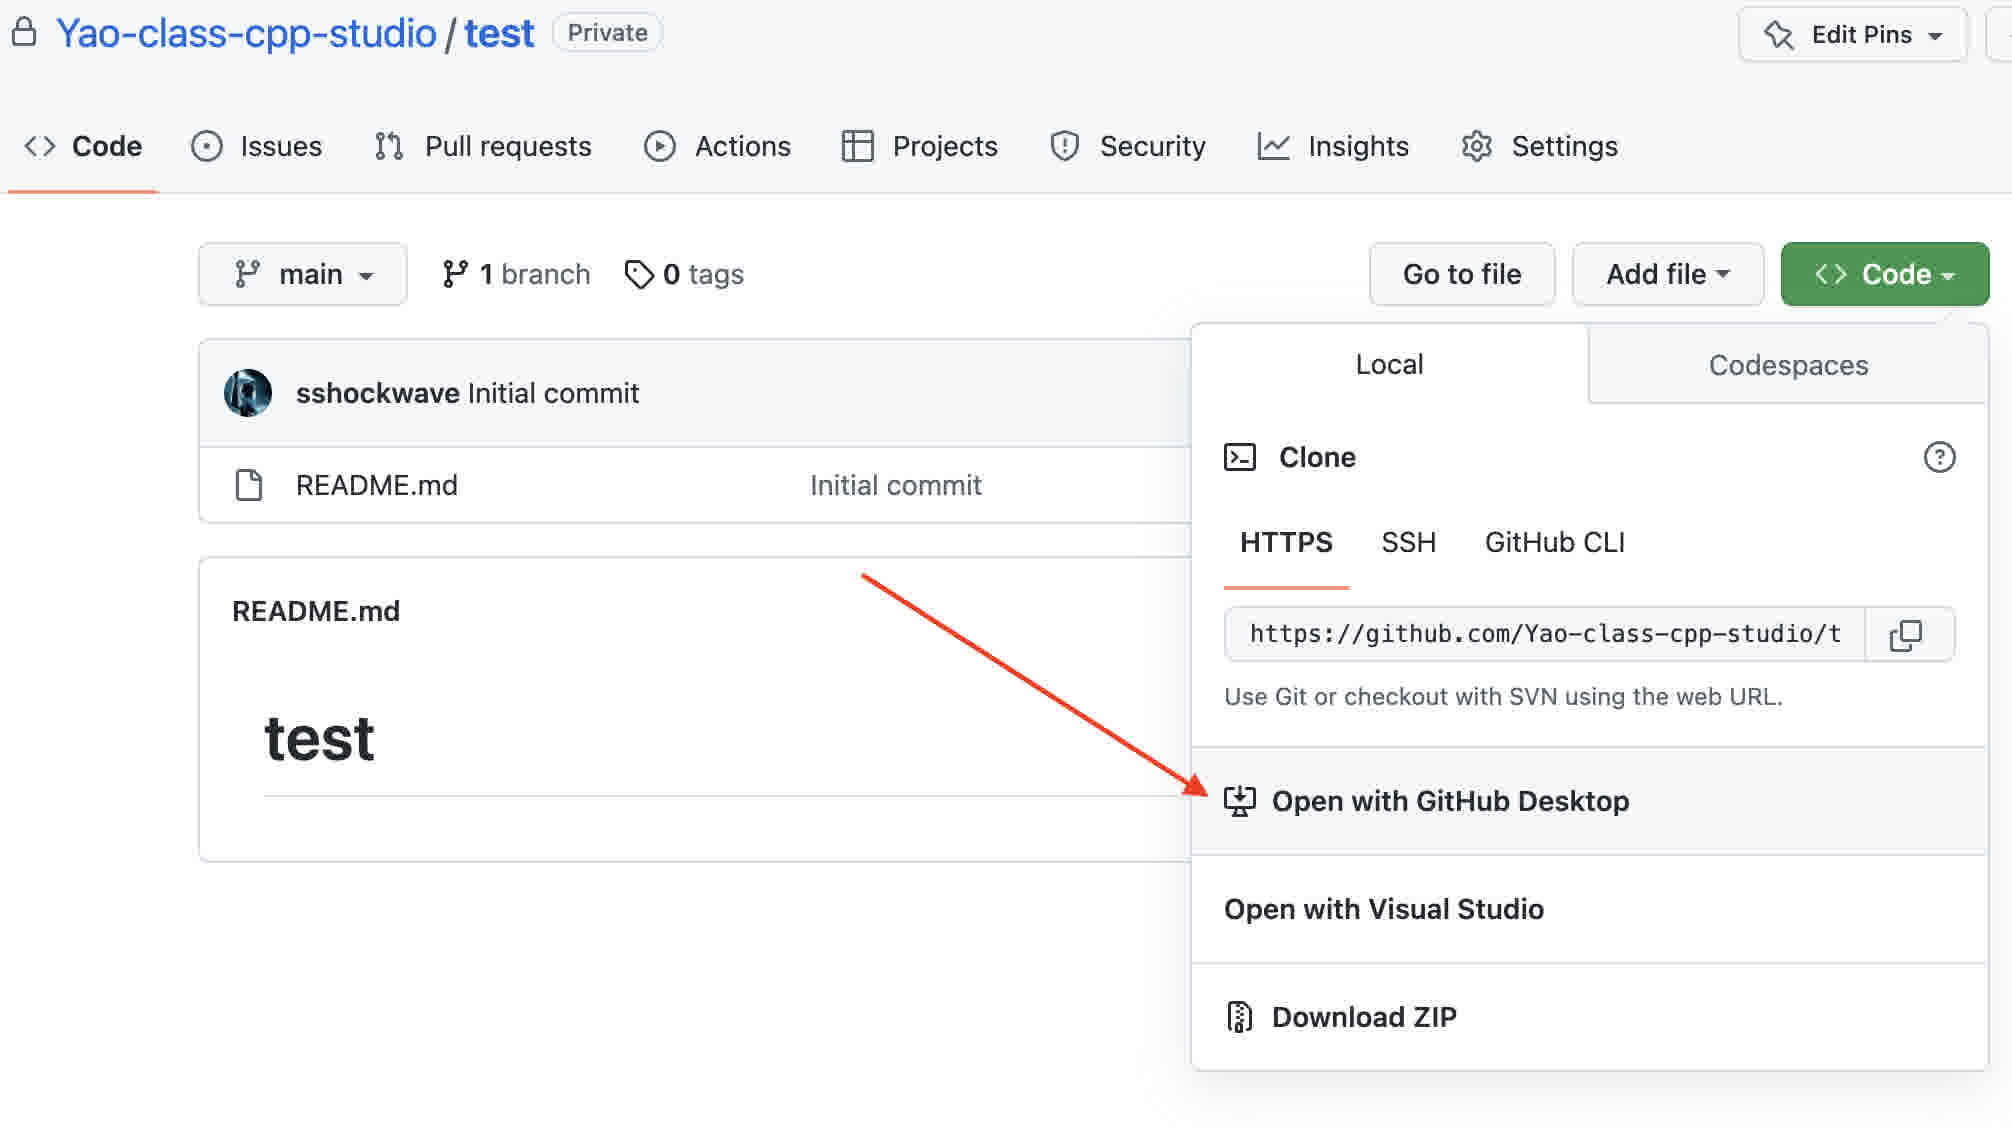 Yao-class-cpp-studio / test Private
Edit Pins
Code Issues Pull requests Actions Projects Security Insights Settings
main 1 branch 0 tags Go to file Add file Code
Local Codespaces
sshockwave Initial commit
Clone
README.md Initial commit
HTTPS SSH GitHub CLI
README.md
https://github.com/Yao-class-cpp-studio/t
Use Git or checkout with SVN using the web URL.
test
Open with GitHub Desktop
Open with Visual Studio
Download ZIP